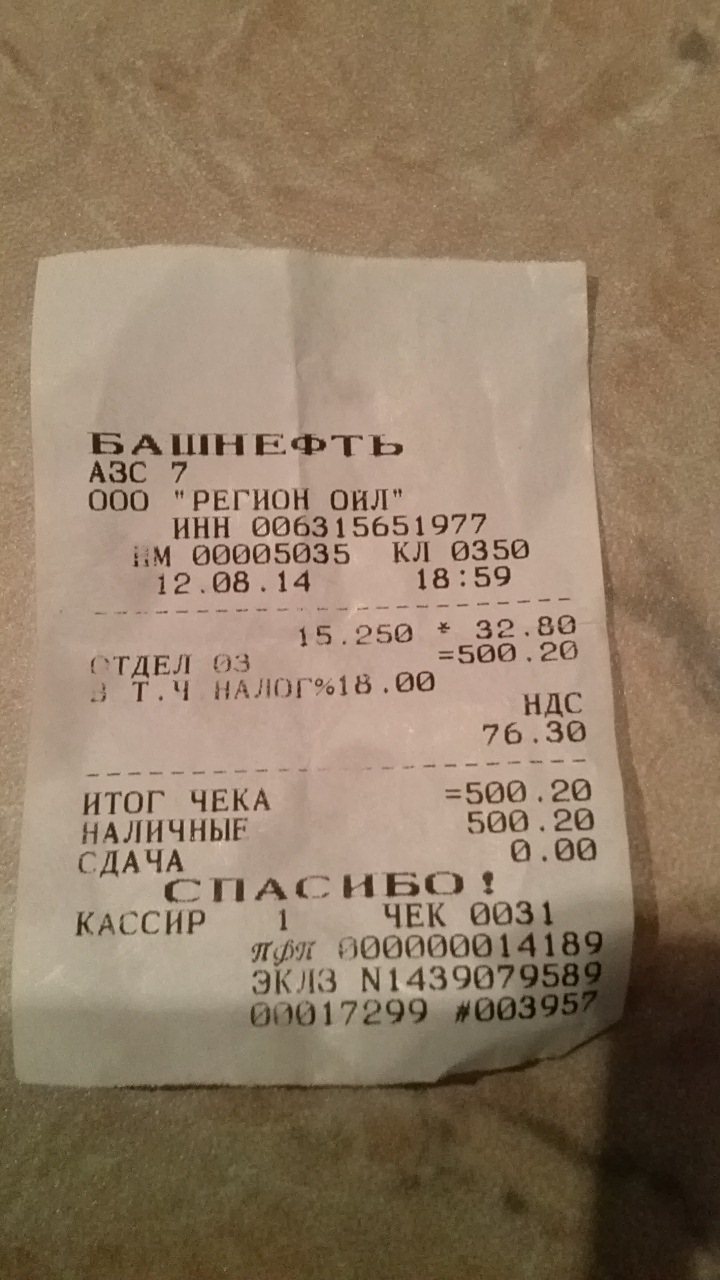 БАШНЕФТЬ
АЗС 7
ООО "РЕГИОН ОЙЛ"
ИНН 006315651977
НМ 00005035 КЛ 0350
12.08.14 18:59
15.250 * 32.80
ОТДЕЛ 03 =500.20
В Т.Ч НАЛОГ%18.00
НДС
76.30
ИТОГ ЧЕКА =500.20
НАЛИЧНЫЕ 500.20
СДАЧА 0.00
СПАСИБО!
КАССИР 1 ЧЕК 0031
ПФП 000000014189
ЭКЛЗ N1439079589
00017299 #003957